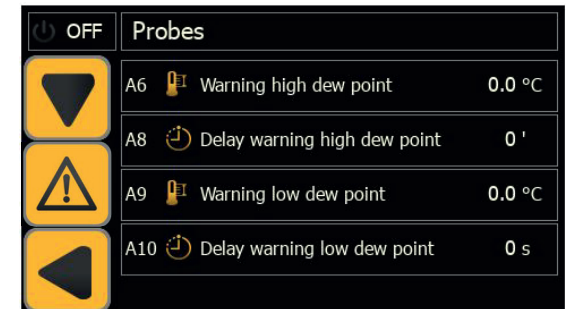 OFF Probes
A6 Warning high dew point 0.0 °C
A8 Delay warning high dew point 0 '
A9 Warning low dew point 0.0 °C
A10 Delay warning low dew point 0 s